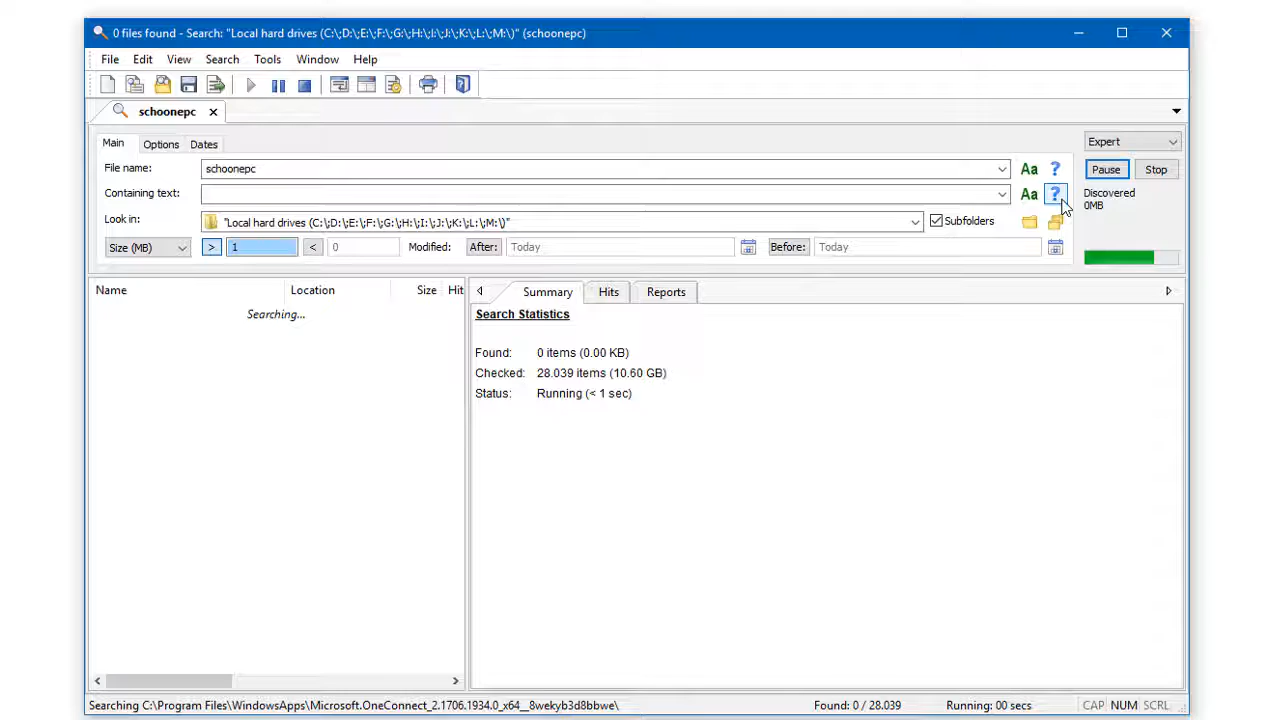 0 files found - Search: "Local hard drives (C:\;D:\;E:\;F:\;G:\;H:\;I:\;J:\;K:\;L:\;M:\)" (schoonepc)
File Edit View Search Tools Window Help
schoonepc
Main Options Dates
Expert
File name: schoonepc Aa ?
Pause Stop
Containing text: Aa ?
Discovered
0MB
Look in: "Local hard drives (C:\;D:\;E:\;F:\;G:\;H:\;I:\;J:\;K:\;L:\;M:\)" Subfolders
Size (MB) > 1 < 0 Modified: After: Today Before: Today
Name Location Size Hit
Summary Hits Reports
Searching...
Search Statistics
Found: 0 items (0.00 KB)
Checked: 28.039 items (10.60 GB)
Status: Running (< 1 sec)
Searching C:\Program Files\WindowsApps\Microsoft.OneConnect_2.1706.1934.0_x64__8wekyb3d8bbwe\ Found: 0 / 28.039 Running: 00 secs CAP NUM SCRL